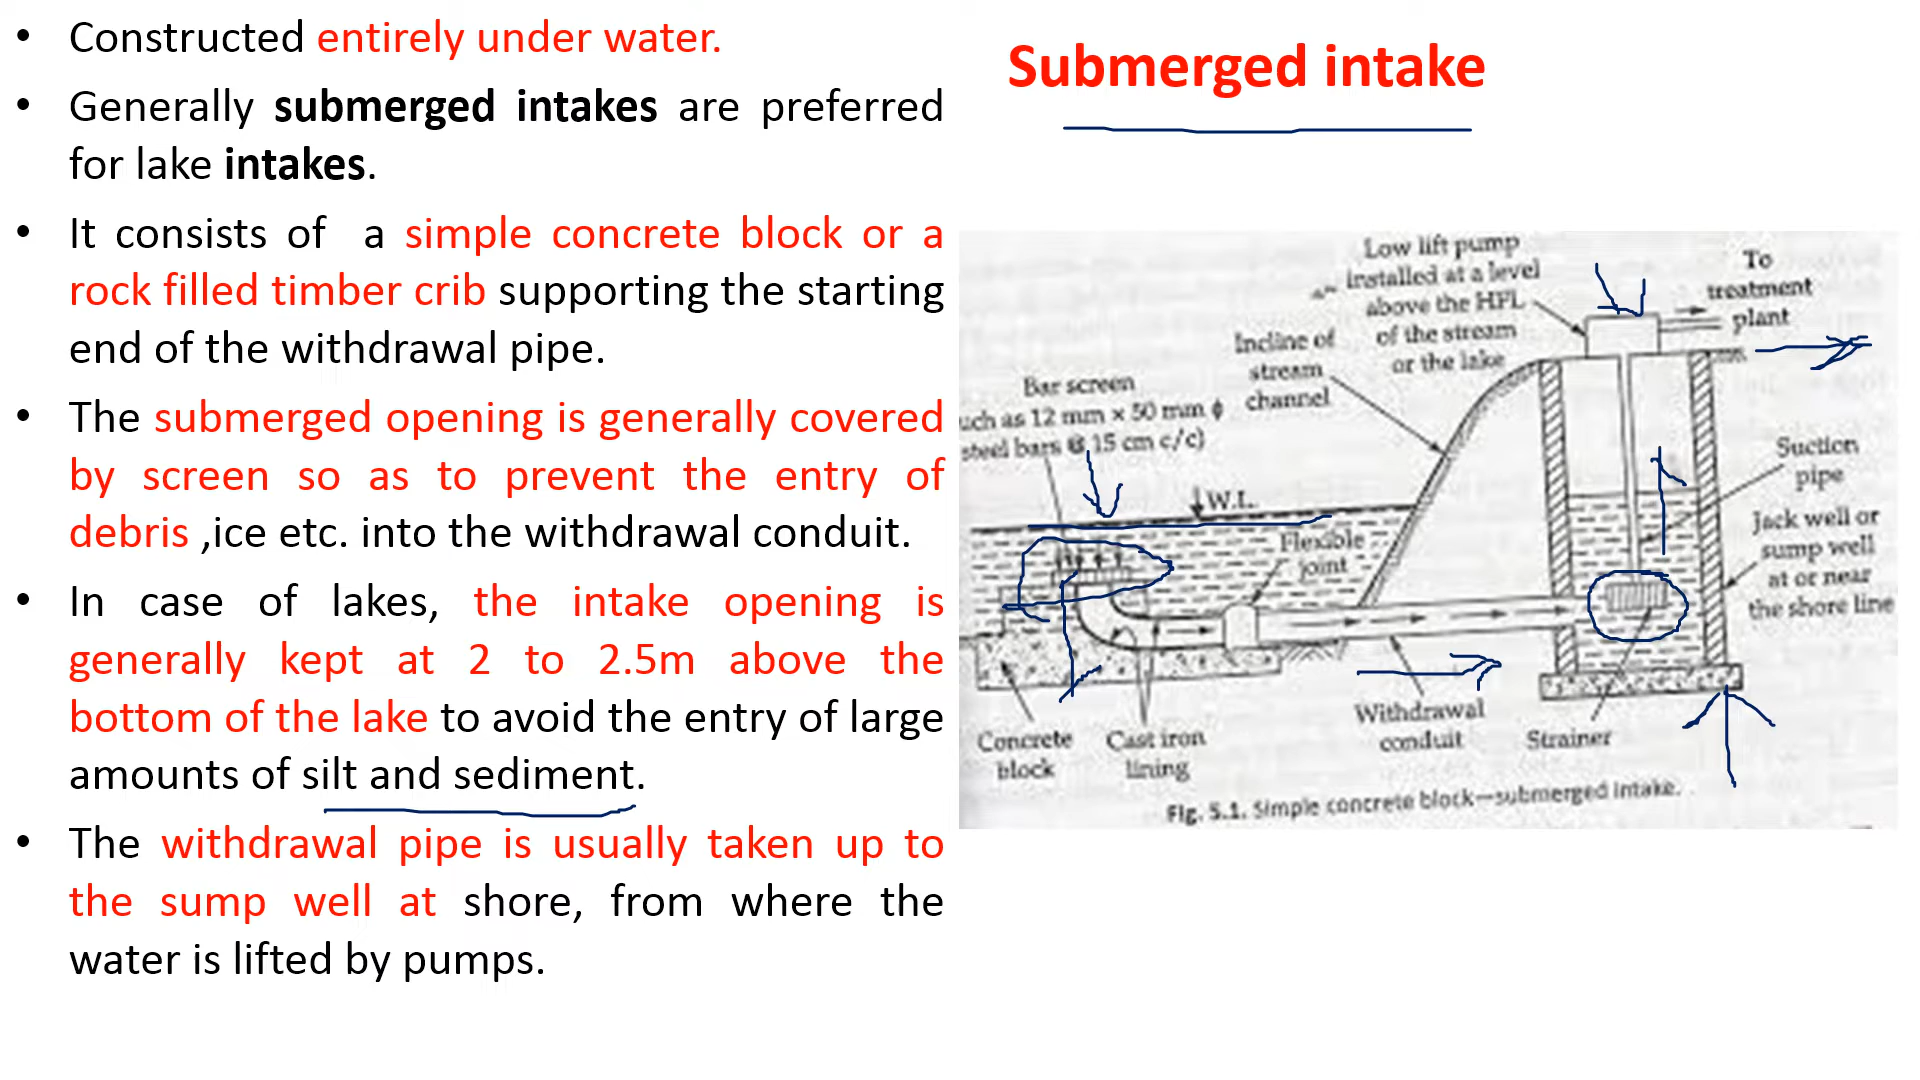 • Constructed entirely under water.
• Generally submerged intakes are preferred
for lake intakes.
• It consists of a simple concrete block or a
rock filled timber crib supporting the starting
end of the withdrawal pipe.
• The submerged opening is generally covered
by screen so as to prevent the entry of
debris ,ice etc. into the withdrawal conduit.
• In case of lakes, the intake opening is
generally kept at 2 to 2.5m above the
bottom of the lake to avoid the entry of large
amounts of silt and sediment.
• The withdrawal pipe is usually taken up to
the sump well at shore, from where the
water is lifted by pumps.
Submerged intake
Low lift pump
installed at a level
above the HFL
of the stream
or the lake
To
treatment
plant
Incline of
stream
channel
Bar screen
uch as 12 mm x 50 mm ϕ
steel bars @ 15 cm c/c)
W.L.
Flexible
joint
Suction
pipe
Jack well or
sump well
at or near
the shore line
Concrete
block
Cast iron
lining
Withdrawal
conduit
Strainer
Fig. 5.1. Simple concrete block—submerged intake.